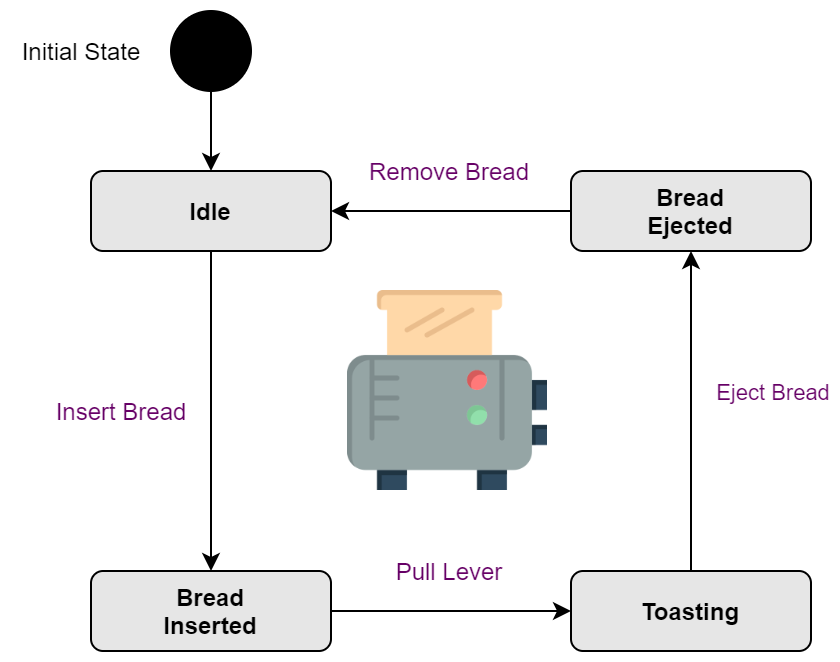 Initial State
Remove Bread
Idle
Bread
Ejected
Insert Bread
Eject Bread
Pull Lever
Bread
Inserted
Toasting